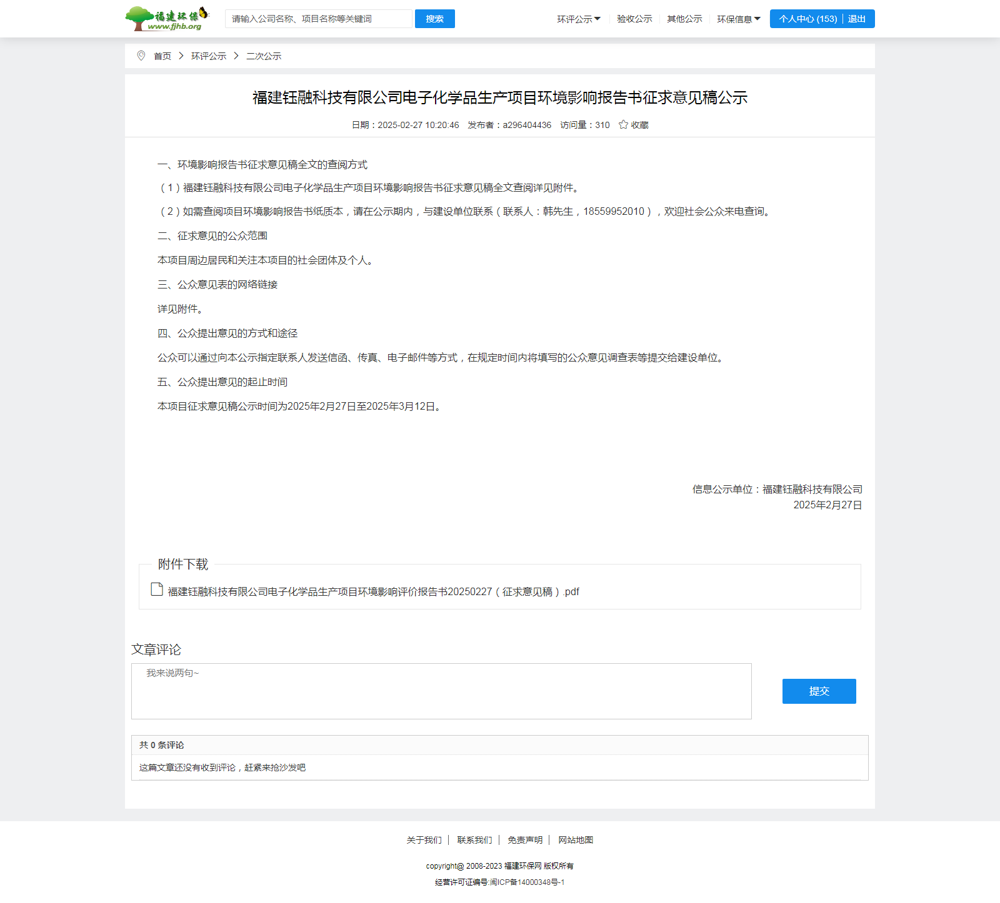 福建环保
www.fjhb.org
请输入公司名称、项目名称等关键词
搜索
环评公示
验收公示
其他公示
环保信息
个人中心 (153)
退出
首页 > 环评公示 > 二次公示
福建钰融科技有限公司电子化学品生产项目环境影响报告书征求意见稿公示
日期：2025-02-27 10:20:46 发布者：a296404436 访问量：310 收藏
一、环境影响报告书征求意见稿全文的查阅方式
（1）福建钰融科技有限公司电子化学品生产项目环境影响报告书征求意见稿全文查阅详见附件。
（2）如需查阅项目环境影响报告书纸质本，请在公示期内，与建设单位联系（联系人：韩先生，18559952010），欢迎社会公众来电查询。
二、征求意见的公众范围
本项目周边居民和关注本项目的社会团体及个人。
三、公众意见表的网络链接
详见附件。
四、公众提出意见的方式和途径
公众可以通过向本公示指定联系人发送信函、传真、电子邮件等方式，在规定时间内将填写的公众意见调查表等提交给建设单位。
五、公众提出意见的起止时间
本项目征求意见稿公示时间为2025年2月27日至2025年3月12日。
信息公示单位：福建钰融科技有限公司
2025年2月27日
附件下载
福建钰融科技有限公司电子化学品生产项目环境影响评价报告书20250227（征求意见稿）.pdf
文章评论
我来说两句~
提交
共 0 条评论
这篇文章还没有收到评论，赶紧来抢沙发吧
关于我们 | 联系我们 | 免责声明 | 网站地图
copyright@ 2008-2023 福建环保网 版权所有
经营许可证编号:闽ICP备14000348号-1